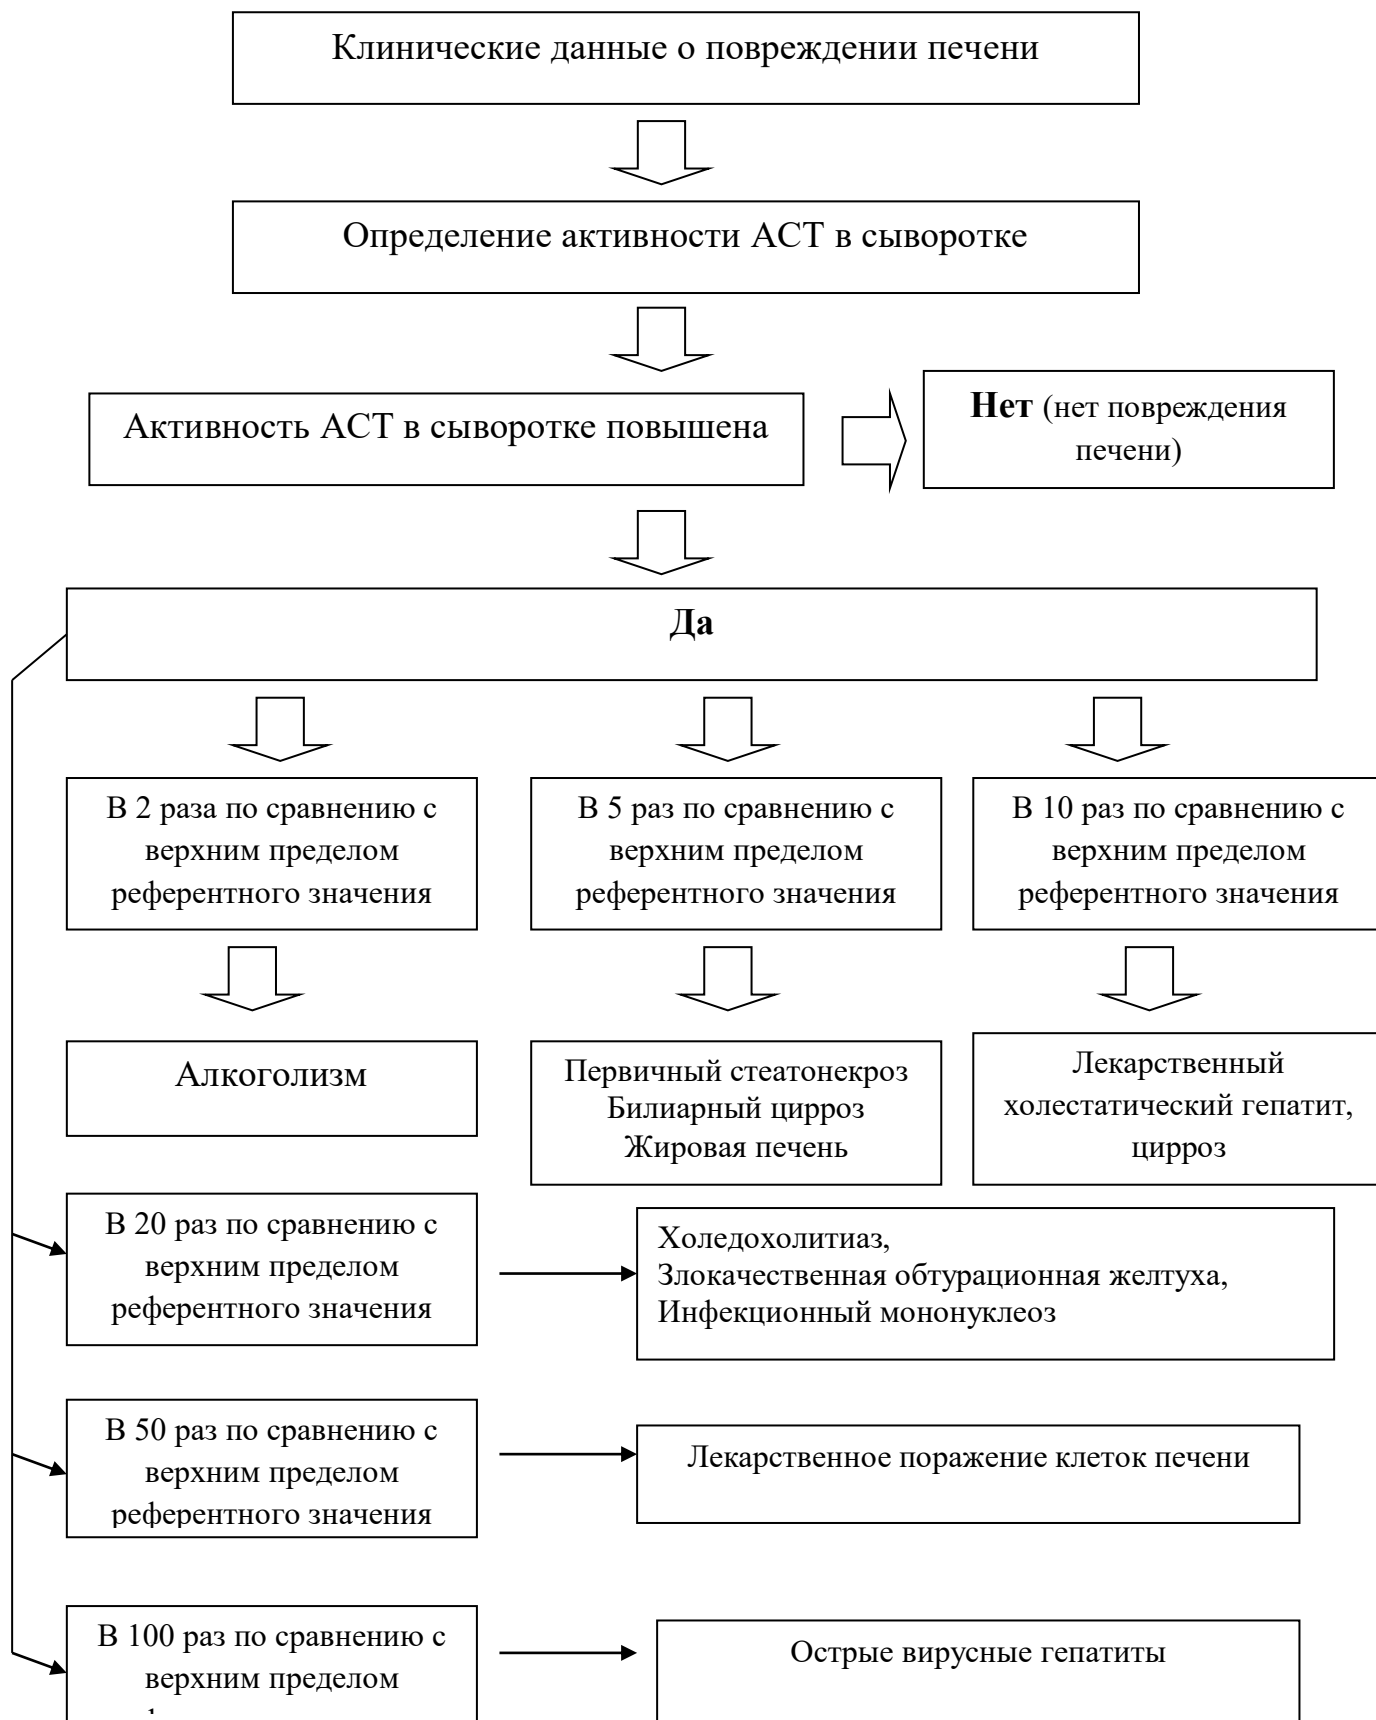 Клинические данные о повреждении печени
Определение активности АСТ в сыворотке
Активность АСТ в сыворотке повышена
Нет (нет повреждения
печени)
Да
В 2 раза по сравнению с
верхним пределом
референтного значения
В 5 раз по сравнению с
верхним пределом
референтного значения
В 10 раз по сравнению с
верхним пределом
референтного значения
Алкоголизм
Первичный стеатонекроз
Билиарный цирроз
Жировая печень
Лекарственный
холестатический гепатит,
цирроз
В 20 раз по сравнению с
верхним пределом
референтного значения
Холедохолитиаз,
Злокачественная обтурационная желтуха,
Инфекционный мононуклеоз
В 50 раз по сравнению с
верхним пределом
референтного значения
Лекарственное поражение клеток печени
В 100 раз по сравнению с
верхним пределом
Острые вирусные гепатиты